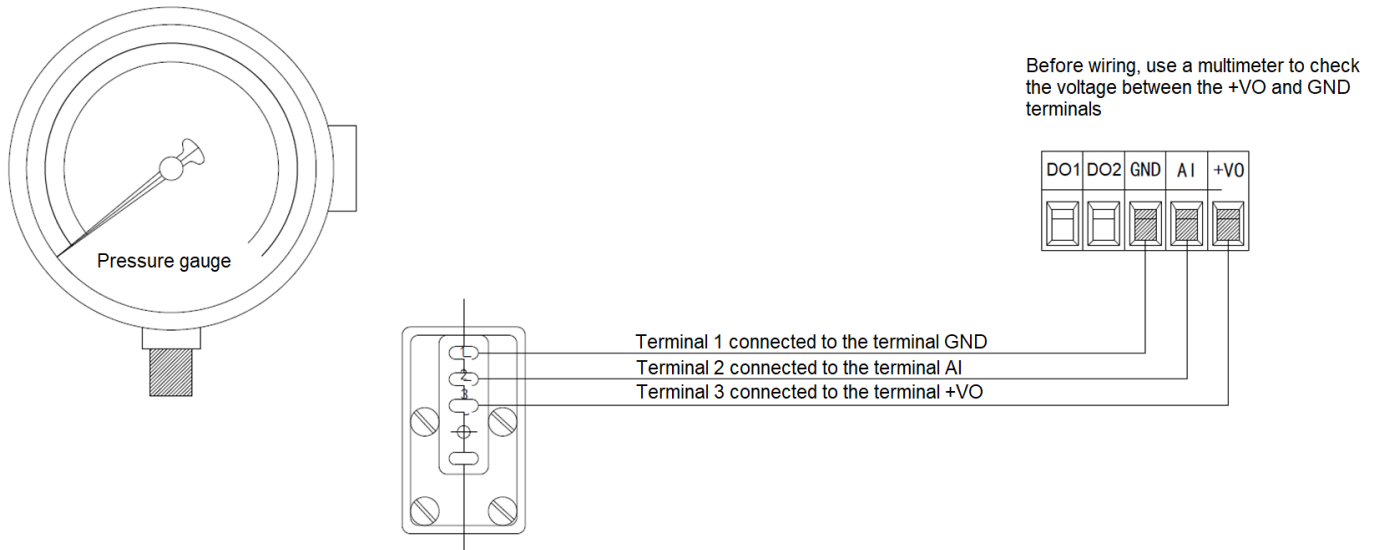 Before wiring, use a multimeter to check
the voltage between the +VO and GND
terminals
DO1 DO2 GND AI +VO
Pressure gauge
Terminal 1 connected to the terminal GND
Terminal 2 connected to the terminal AI
Terminal 3 connected to the terminal +VO
1
2
3